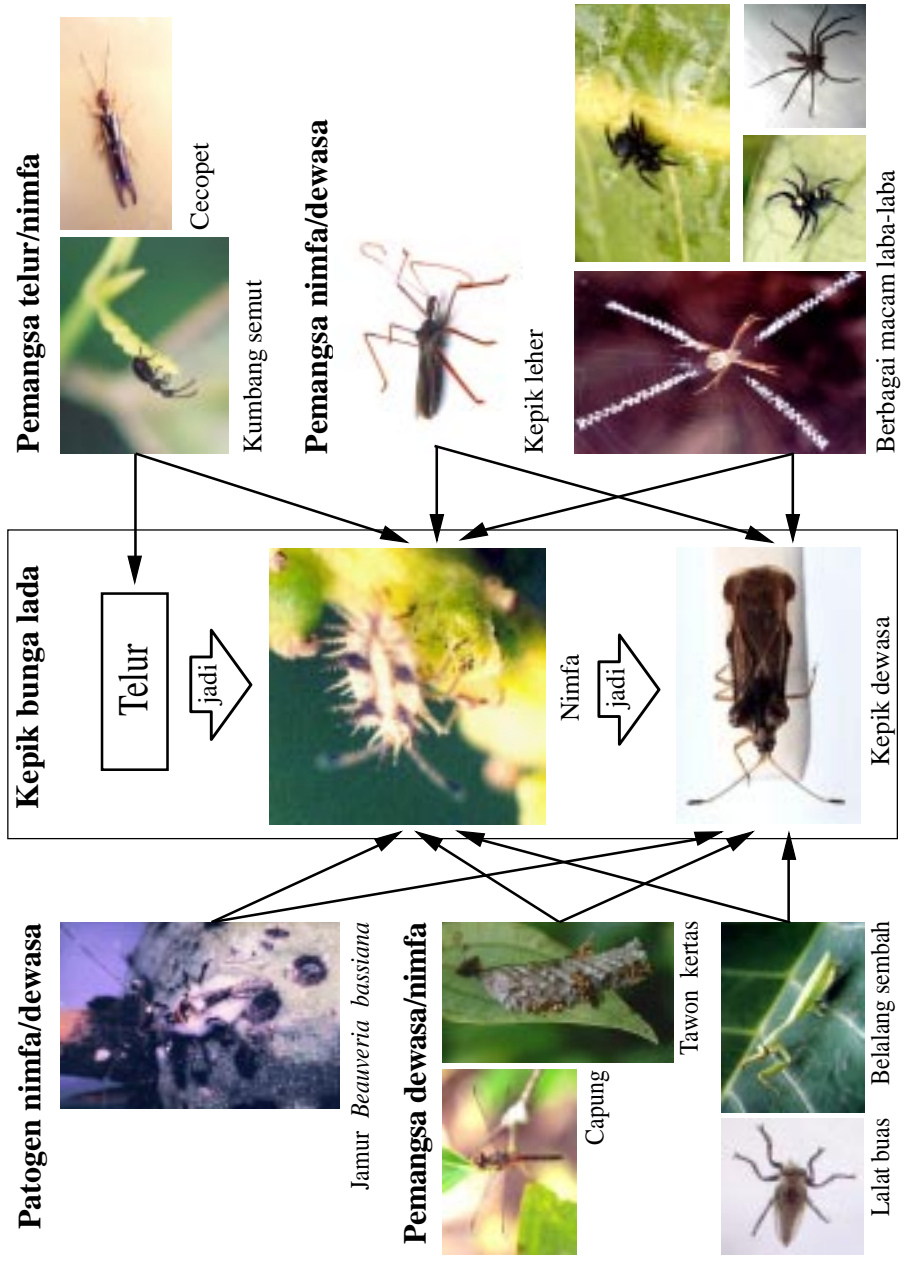 Patogen nimfa/dewasa
Jamur Beauveria bassiana
Pemangsa dewasa/nimfa
Capung
Tawon kertas
Lalat buas
Belalang sembah
Kepik bunga lada
Telur
jadi
Nimfa
jadi
Kepik dewasa
Pemangsa telur/nimfa
Kumbang semut
Cecopet
Pemangsa nimfa/dewasa
Kepik leher
Berbagai macam laba-laba